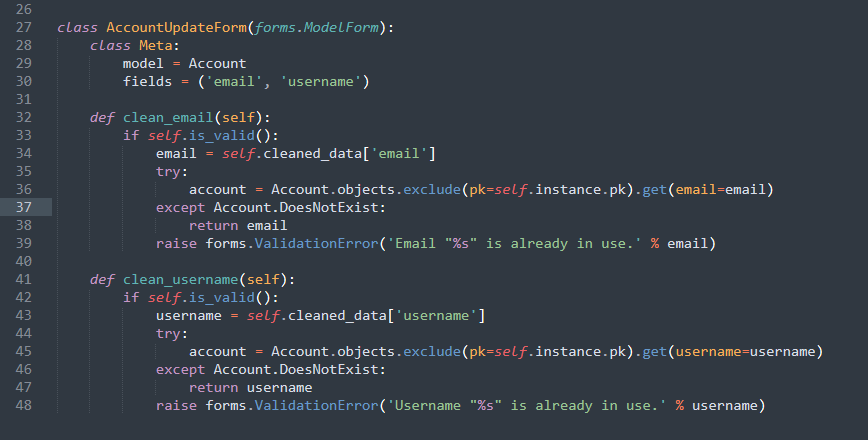 26
27 class AccountUpdateForm(forms.ModelForm):
28     class Meta:
29         model = Account
30         fields = ('email', 'username')
31
32     def clean_email(self):
33         if self.is_valid():
34             email = self.cleaned_data['email']
35             try:
36                 account = Account.objects.exclude(pk=self.instance.pk).get(email=email)
37             except Account.DoesNotExist:
38                 return email
39             raise forms.ValidationError('Email "%s" is already in use.' % email)
40
41     def clean_username(self):
42         if self.is_valid():
43             username = self.cleaned_data['username']
44             try:
45                 account = Account.objects.exclude(pk=self.instance.pk).get(username=username)
46             except Account.DoesNotExist:
47                 return username
48             raise forms.ValidationError('Username "%s" is already in use.' % username)